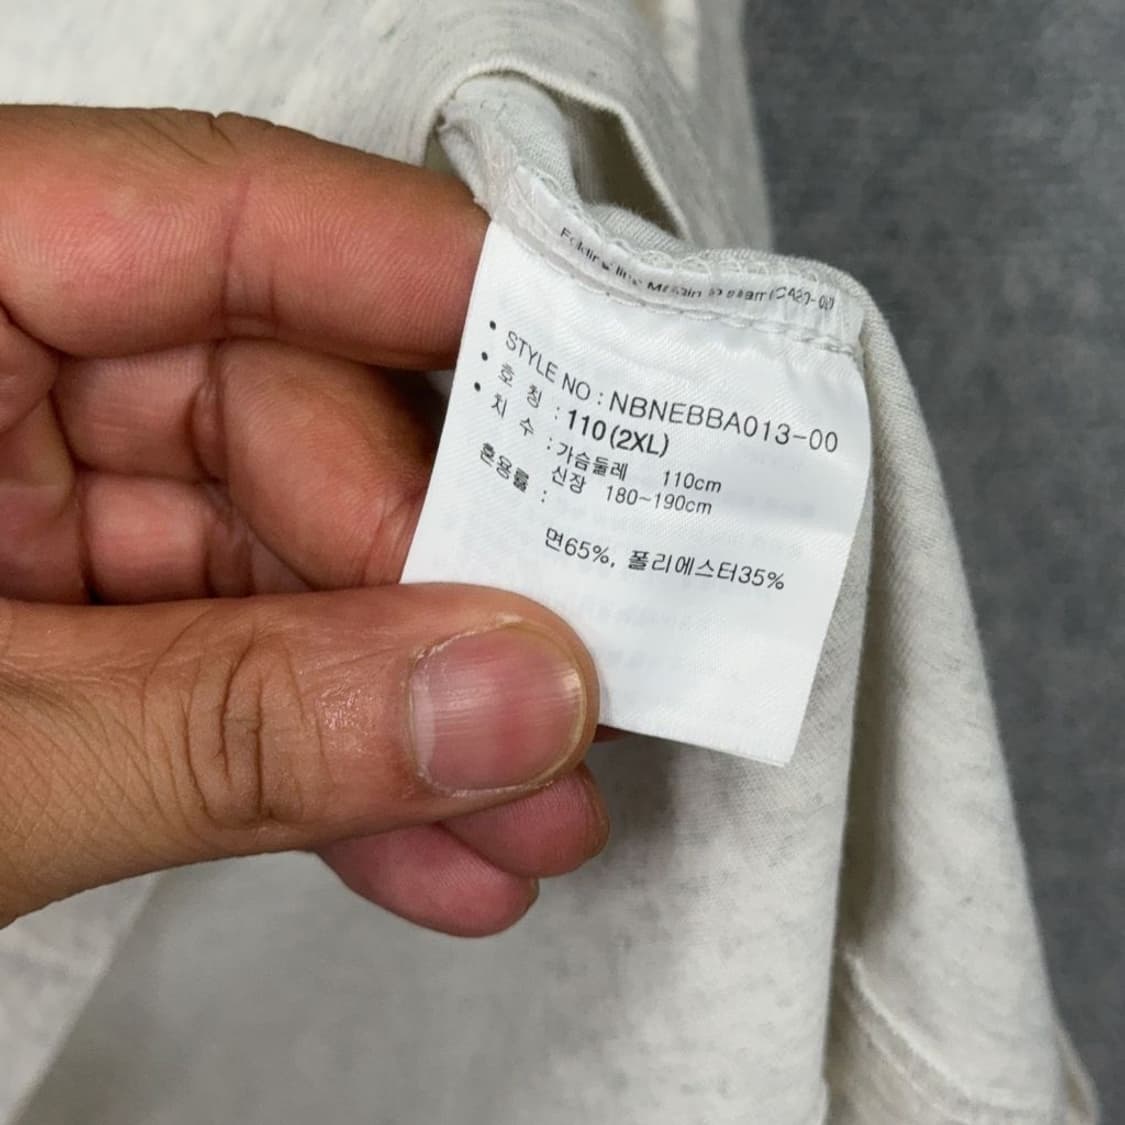 • STYLE NO : NBNEBBA013-00
• 호 칭 : 110(2XL)
• 치 수 : 가슴둘레 110cm
신장 180-190cm
혼용률 :
면65%, 폴리에스터35%